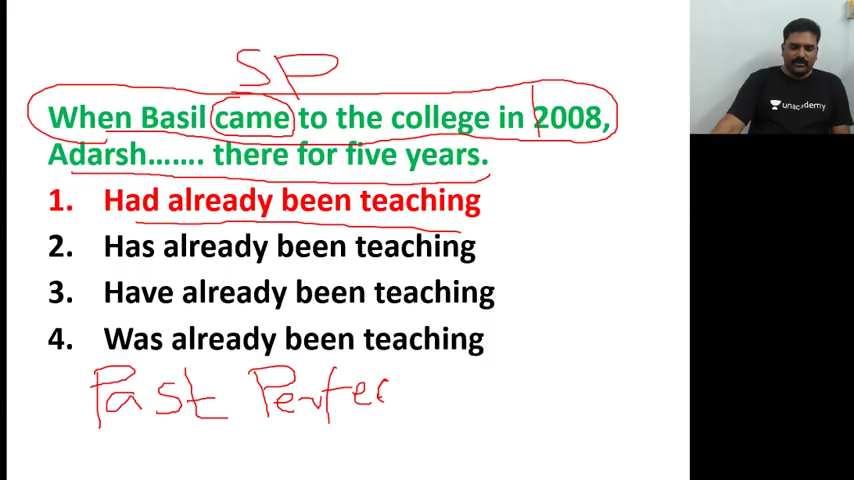 SP
When Basil came to the college in 2008,
Adarsh....... there for five years.
1. Had already been teaching
2. Has already been teaching
3. Have already been teaching
4. Was already been teaching
Past Perfec
unacademy